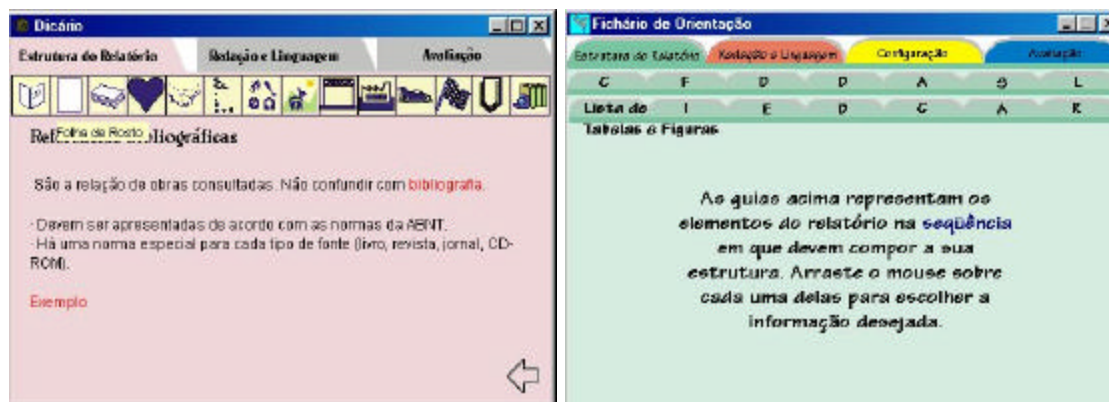 Dicário
Estrutura do Relatório Redação e Linguagem Avaliação
Folha de Rosto
Referências Bibliográficas
São a relação de obras consultadas. Não confundir com bibliografia.
- Devem ser apresentadas de acordo com as normas da ABNT.
- Há uma norma especial para cada tipo de fonte (livro, revista, jornal, CD-
ROM).
Exemplo
Fichário de Orientação
Estrutura do Relatório Redação e Linguagem Configuração Avaliação
C F D D A S L
Lista de I E D C A R
Tabelas e Figuras
As guias acima representam os
elementos do relatório na seqüência
em que devem compor a sua
estrutura. Arraste o mouse sobre
cada uma delas para escolher a
informação desejada.